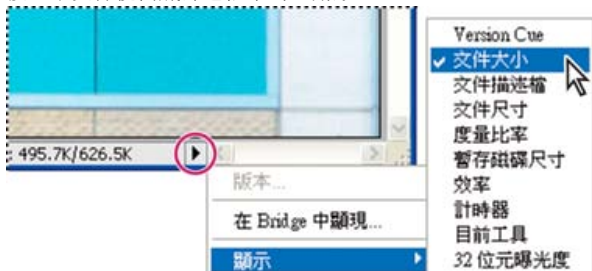 : 495.7K/626.5K
版本...
在 Bridge 中顯現...
顯示
Version Cue
文件大小
文件描述檔
文件尺寸
度量比率
暫存磁碟尺寸
效率
計時器
目前工具
32 位元曝光度